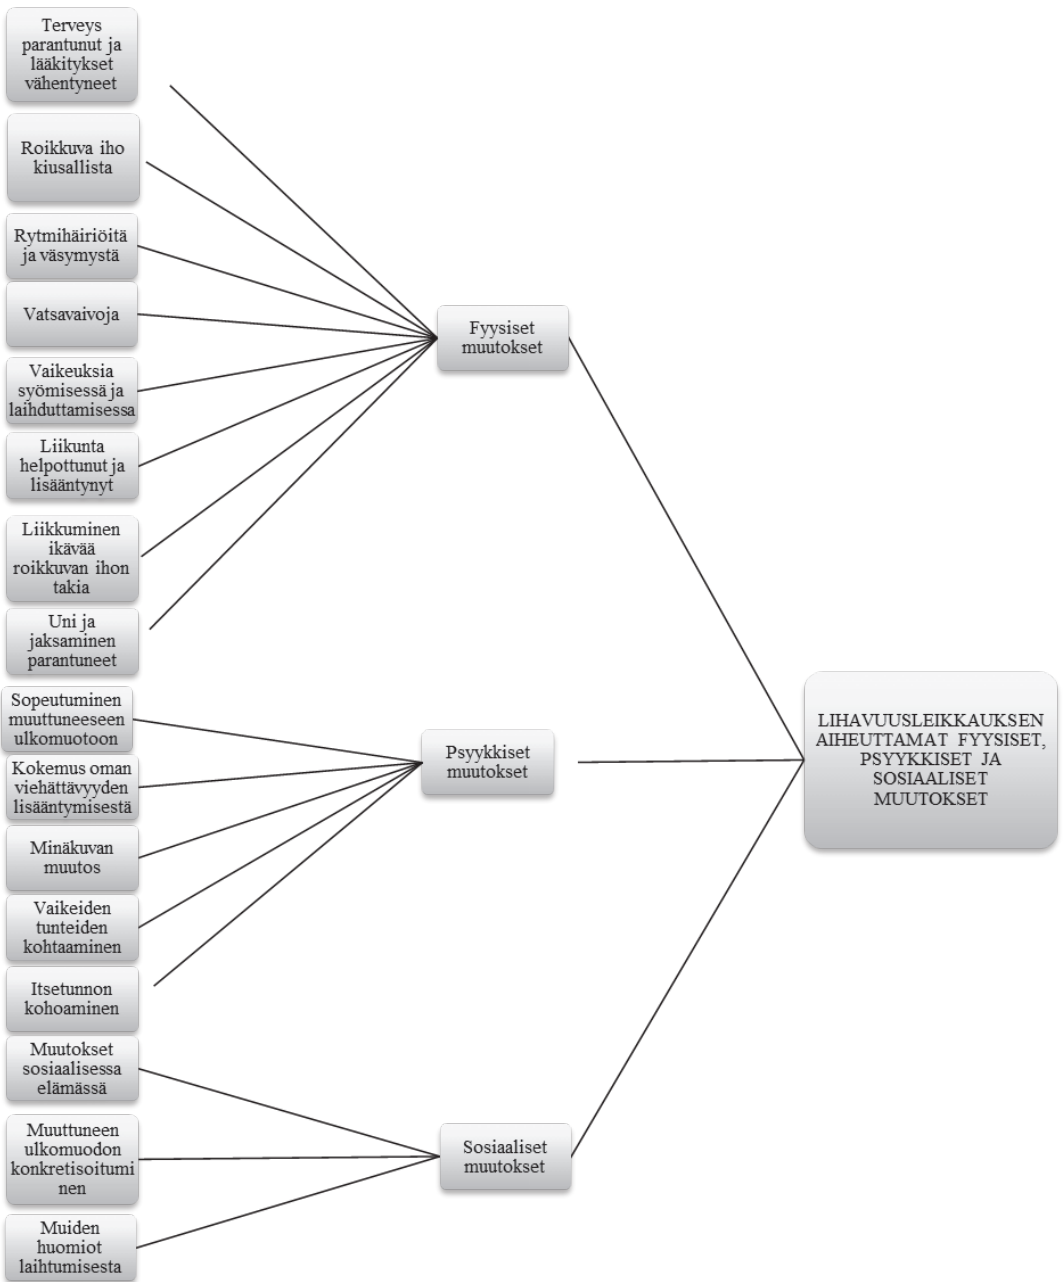 Terveys
parantunut ja
lääkitykset
vähentyneet
Roikkuva iho
kiusallista
Rytmihäiriöitä
ja väsymystä
Vatsavaivoja
Vaikeuksia
syömisessä ja
laihduttamisessa
Liikunta
helpottunut ja
lisääntynyt
Liikkuminen
ikävää
roikkuvan ihon
takia
Uni ja
jaksaminen
parantuneet
Sopeutuminen
muuttuneeseen
ulkomuotoon
Kokemus oman
viehättävyyden
lisääntymisestä
Minäkuvan
muutos
Vaikeiden
tunteiden
kohtaaminen
Itsetunnon
kohoaminen
Muutokset
sosiaalisessa
elämässä
Muuttuneen
ulkomuodon
konkretisoitumi
nen
Muiden
huomiot
laihtumisesta
Fyysiset
muutokset
Psyykkiset
muutokset
Sosiaaliset
muutokset
LIHAVUUSLEIKKAUKSEN
AIHEUTTAMAT FYYSISET,
PSYYKKISET JA
SOSIAALISET
MUUTOKSET